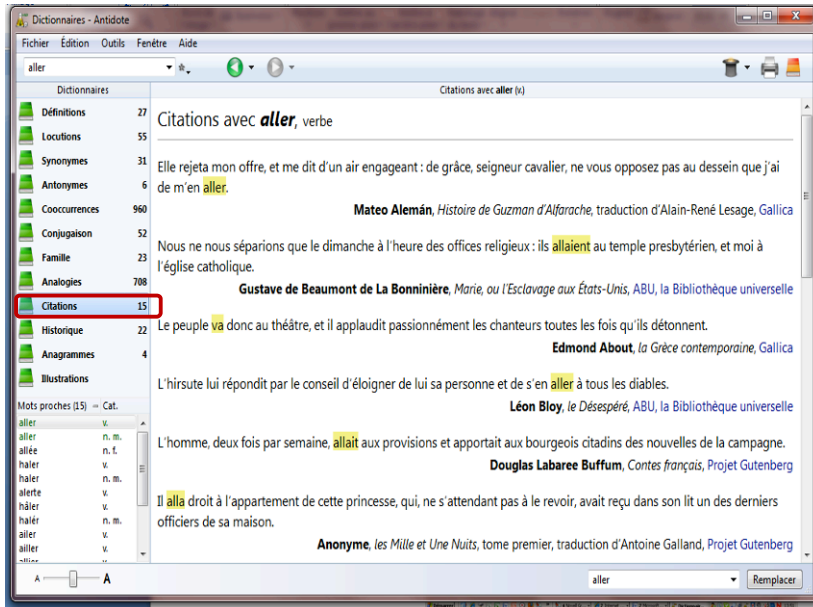 Dictionnaires - Antidote
Fichier Édition Outils Fenêtre Aide
aller
Dictionnaires
Citations avec aller (v.)
Définitions 27
Locutions 55
Synonymes 31
Antonymes 6
Cooccurrences 960
Conjugaison 52
Famille 23
Analogies 708
Citations 15
Historique 22
Anagrammes 4
Illustrations
Mots proches (15) Cat.
aller v.
aller n. m.
allée n. f.
haler v.
haler n. m.
alerte v.
hâler v.
halér n. m.
ailer v.
ailler v.
A A
Citations avec aller, verbe
Elle rejeta mon offre, et me dit d'un air engageant : de grâce, seigneur cavalier, ne vous opposez pas au dessein que j'ai
de m'en aller.
Mateo Alemán, Histoire de Guzman d'Alfarache, traduction d'Alain-René Lesage, Gallica
Nous ne nous séparions que le dimanche à l'heure des offices religieux : ils allaient au temple presbytérien, et moi à
l'église catholique.
Gustave de Beaumont de La Bonninière, Marie, ou l'Esclavage aux États-Unis, ABU, la Bibliothèque universelle
Le peuple va donc au théâtre, et il applaudit passionnément les chanteurs toutes les fois qu'ils détonnent.
Edmond About, la Grèce contemporaine, Gallica
L'hirsute lui répondit par le conseil d'éloigner de lui sa personne et de s'en aller à tous les diables.
Léon Bloy, le Désespéré, ABU, la Bibliothèque universelle
L'homme, deux fois par semaine, allait aux provisions et apportait aux bourgeois citadins des nouvelles de la campagne.
Douglas Labaree Buffum, Contes français, Projet Gutenberg
Il alla droit à l'appartement de cette princesse, qui, ne s'attendant pas à le revoir, avait reçu dans son lit un des derniers
officiers de sa maison.
Anonyme, les Mille et Une Nuits, tome premier, traduction d'Antoine Galland, Projet Gutenberg
aller
Remplacer